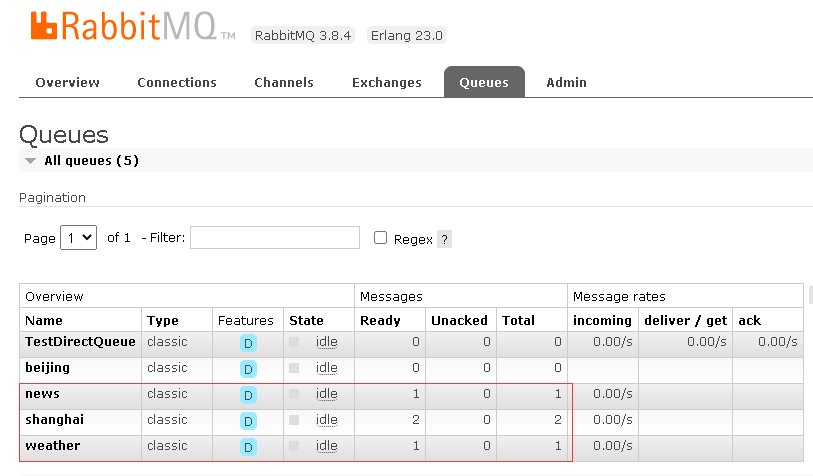 RabbitMQ TM RabbitMQ 3.8.4 Erlang 23.0
Overview Connections Channels Exchanges Queues Admin
Queues
All queues (5)
Pagination
Page 1 of 1 - Filter: Regex ?
Overview Messages Message rates
Name Type Features State Ready Unacked Total incoming deliver / get ack
TestDirectQueue classic D idle 0 0 0 0.00/s 0.00/s 0.00/s
beijing classic D idle 0 0 0
news classic D idle 1 0 1 0.00/s
shanghai classic D idle 2 0 2 0.00/s
weather classic D idle 1 0 1 0.00/s